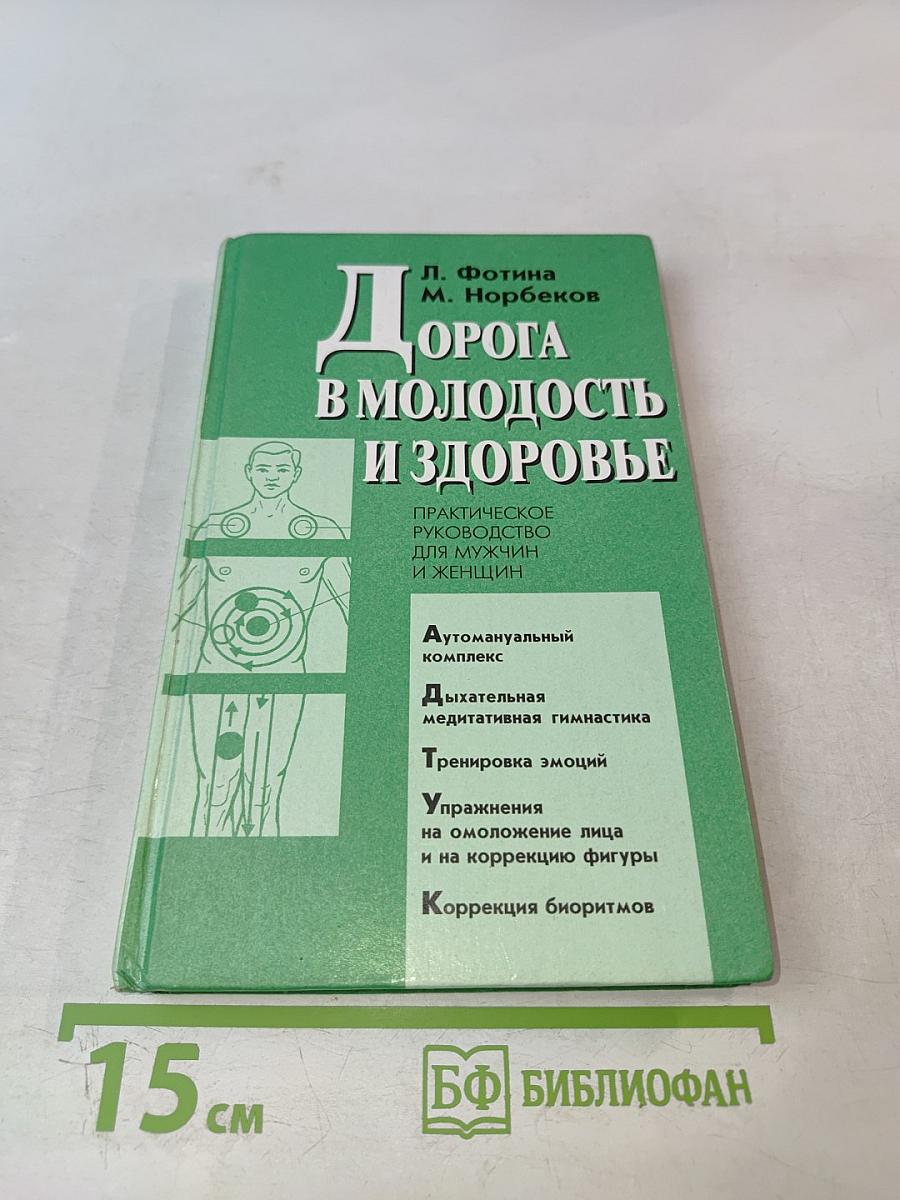 Л. Фотина
М. Норбеков
Дорога
в молодость
и здоровье
ПРАКТИЧЕСКОЕ
РУКОВОДСТВО
ДЛЯ МУЖЧИН
И ЖЕНЩИН
Аутомануальный
комплекс
Дыхательная
медитативная гимнастика
Тренировка эмоций
Упражнения
на омоложение лица
и на коррекцию фигуры
Коррекция биоритмов
15 см
БФ БИБЛИОФАН